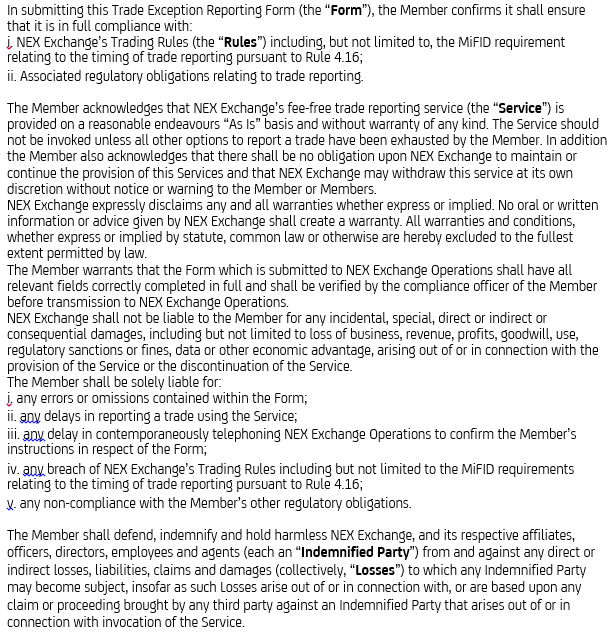 In submitting this Trade Exception Reporting Form (the “Form”), the Member confirms it shall ensure
that it is in full compliance with:
i. NEX Exchange’s Trading Rules (the “Rules”) including, but not limited to, the MiFID requirement
relating to the timing of trade reporting pursuant to Rule 4.16;
ii. Associated regulatory obligations relating to trade reporting.
The Member acknowledges that NEX Exchange’s fee-free trade reporting service (the “Service”) is
provided on a reasonable endeavours “As Is” basis and without warranty of any kind. The Service should
not be invoked unless all other options to report a trade have been exhausted by the Member. In addition
the Member also acknowledges that there shall be no obligation upon NEX Exchange to maintain or
continue the provision of this Services and that NEX Exchange may withdraw this service at its own
discretion without notice or warning to the Member or Members.
NEX Exchange expressly disclaims any and all warranties whether express or implied. No oral or written
information or advice given by NEX Exchange shall create a warranty. All warranties and conditions,
whether express or implied by statute, common law or otherwise are hereby excluded to the fullest
extent permitted by law.
The Member warrants that the Form which is submitted to NEX Exchange Operations shall have all
relevant fields correctly completed in full and shall be verified by the compliance officer of the Member
before transmission to NEX Exchange Operations.
NEX Exchange shall not be liable to the Member for any incidental, special, direct or indirect or
consequential damages, including but not limited to loss of business, revenue, profits, goodwill, use,
regulatory sanctions or fines, data or other economic advantage, arising out of or in connection with the
provision of the Service or the discontinuation of the Service.
The Member shall be solely liable for:
i. any errors or omissions contained within the Form;
ii. any delays in reporting a trade using the Service;
iii. any delay in contemporaneously telephoning NEX Exchange Operations to confirm the Member’s
instructions in respect of the Form;
iv. any breach of NEX Exchange’s Trading Rules including but not limited to the MiFID requirements
relating to the timing of trade reporting pursuant to Rule 4.16;
v. any non-compliance with the Member’s other regulatory obligations.
The Member shall defend, indemnify and hold harmless NEX Exchange, and its respective affiliates,
officers, directors, employees and agents (each an “Indemnified Party”) from and against any direct or
indirect losses, liabilities, claims and damages (collectively, “Losses”) to which any Indemnified Party
may become subject, insofar as such Losses arise out of or in connection with, or are based upon any
claim or proceeding brought by any third party against an Indemnified Party that arises out of or in
connection with invocation of the Service.